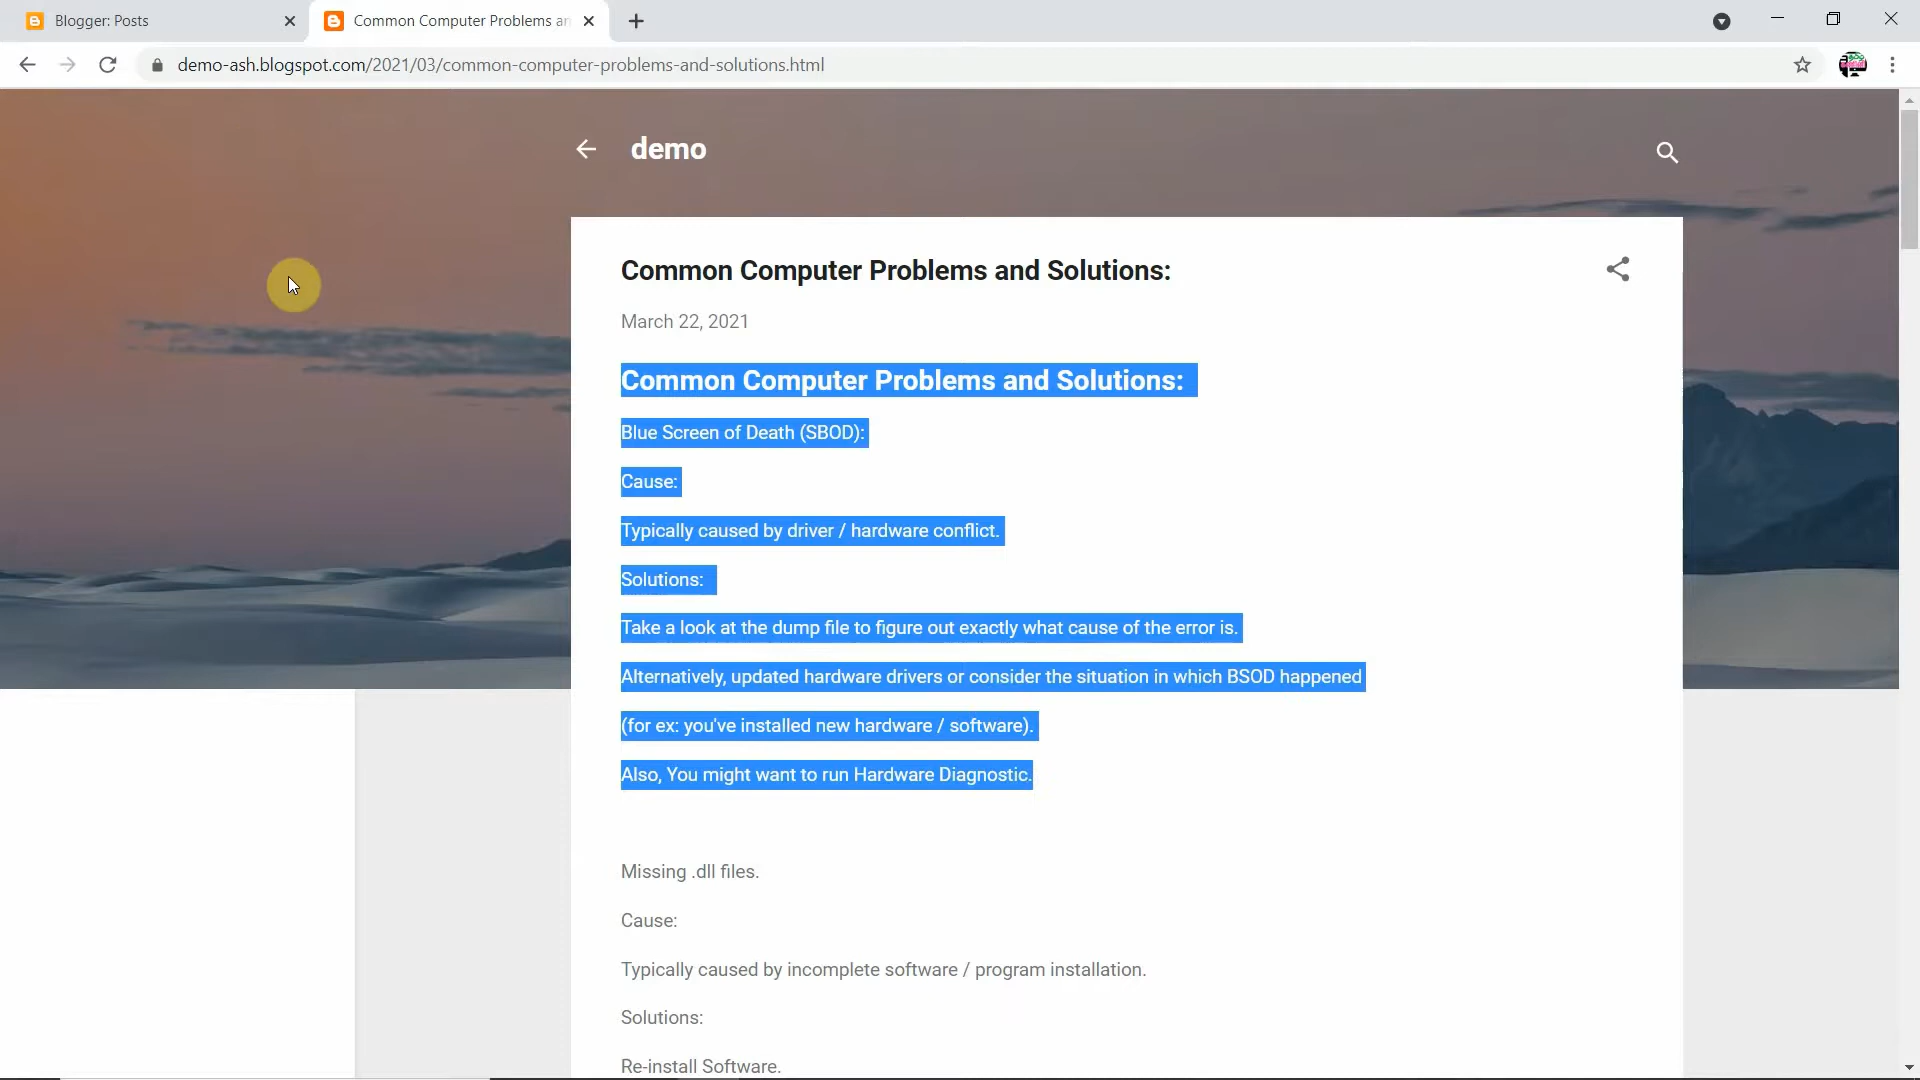 Blogger: Posts
Common Computer Problems an
demo-ash.blogspot.com/2021/03/common-computer-problems-and-solutions.html
demo
Common Computer Problems and Solutions:
March 22, 2021
Common Computer Problems and Solutions:
Blue Screen of Death (SBOD):
Cause:
Typically caused by driver / hardware conflict.
Solutions:
Take a look at the dump file to figure out exactly what cause of the error is.
Alternatively, updated hardware drivers or consider the situation in which BSOD happened
(for ex: you've installed new hardware / software).
Also, You might want to run Hardware Diagnostic.
Missing .dll files.
Cause:
Typically caused by incomplete software / program installation.
Solutions:
Re-install Software.